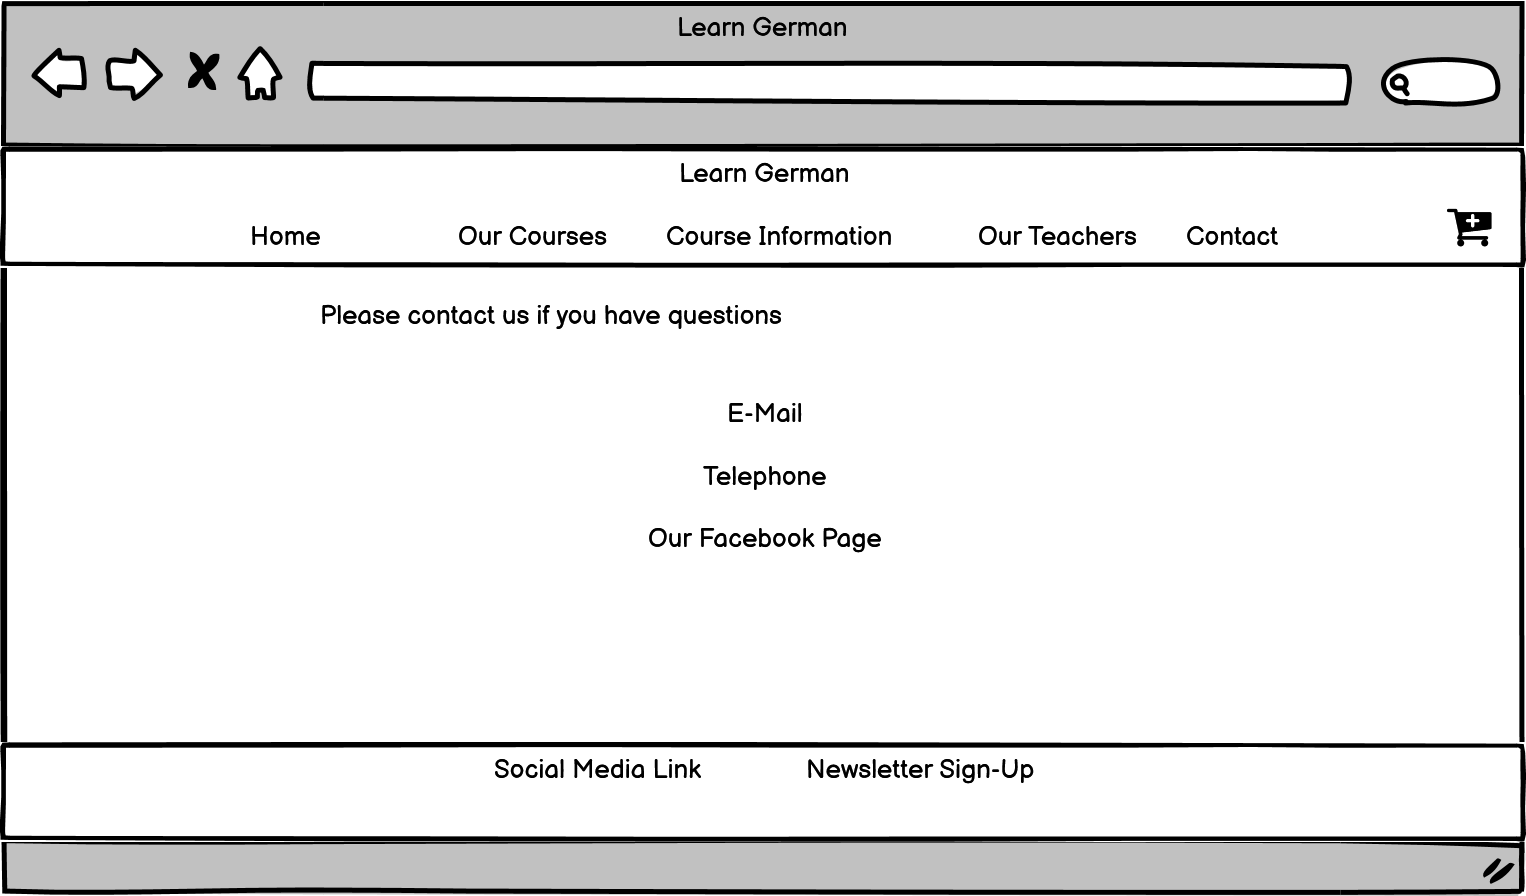 Learn German
Learn German
Home Our Courses Course Information Our Teachers Contact
Please contact us if you have questions
E-Mail
Telephone
Our Facebook Page
Social Media Link Newsletter Sign-Up